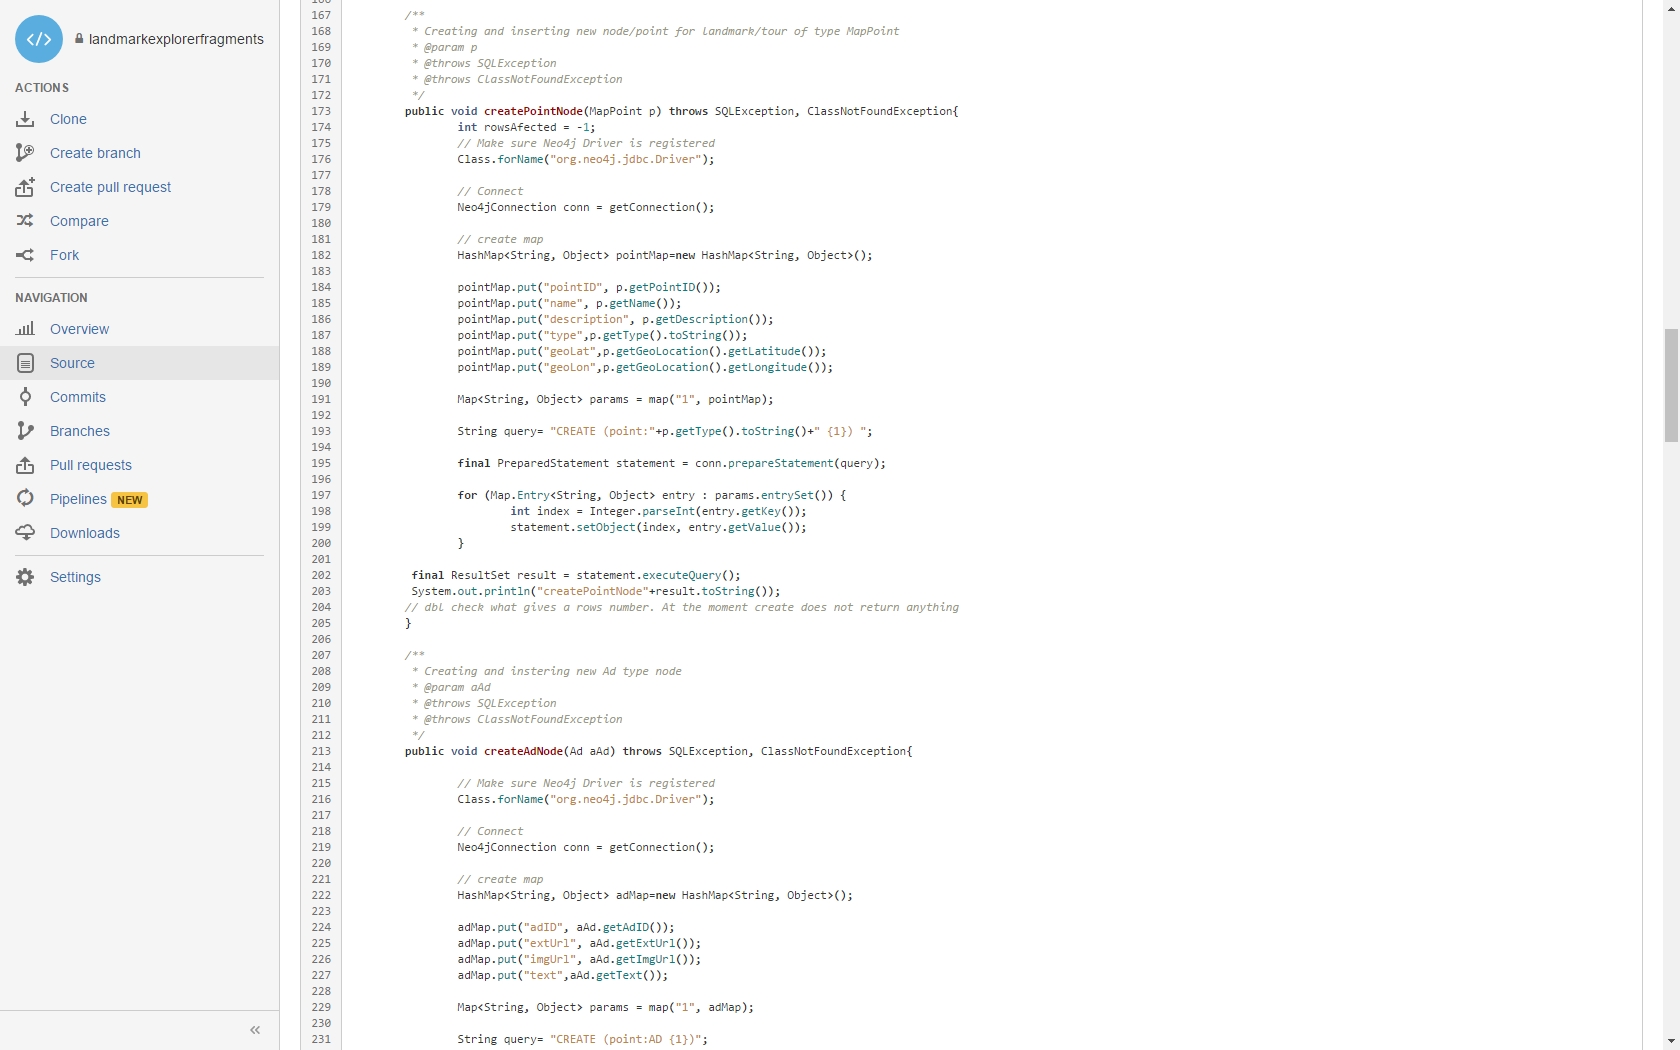 landmarkexplorerfragments
ACTIONS
Clone
Create branch
Create pull request
Compare
Fork
NAVIGATION
Overview
Source
Commits
Branches
Pull requests
Pipelines NEW
Downloads
Settings
167 /**
168 * Creating and inserting new node/point for landmark/tour of type MapPoint
169 * @param p
170 * @throws SQLException
171 * @throws ClassNotFoundException
172 */
173 public void createPointNode(MapPoint p) throws SQLException, ClassNotFoundException{
174 int rowsAfected = -1;
175 // Make sure Neo4j Driver is registered
176 Class.forName("org.neo4j.jdbc.Driver");
177
178 // Connect
179 Neo4jConnection conn = getConnection();
180
181 // create map
182 HashMap<String, Object> pointMap=new HashMap<String, Object>();
183
184 pointMap.put("pointID", p.getPointID());
185 pointMap.put("name", p.getName());
186 pointMap.put("description", p.getDescription());
187 pointMap.put("type",p.getType().toString());
188 pointMap.put("geoLat",p.getGeoLocation().getLatitude());
189 pointMap.put("geoLon",p.getGeoLocation().getLongitude());
190
191 Map<String, Object> params = map("1", pointMap);
192
193 String query= "CREATE (point:"+p.getType().toString()+" {1}) ";
194
195 final PreparedStatement statement = conn.prepareStatement(query);
196
197 for (Map.Entry<String, Object> entry : params.entrySet()) {
198 int index = Integer.parseInt(entry.getKey());
199 statement.setObject(index, entry.getValue());
200 }
201
202 final ResultSet result = statement.executeQuery();
203 System.out.println("createPointNode"+result.toString());
204 // dbl check what gives a rows number. At the moment create does not return anything
205 }
206
207 /**
208 * Creating and instering new Ad type node
209 * @param aAd
210 * @throws SQLException
211 * @throws ClassNotFoundException
212 */
213 public void createAdNode(Ad aAd) throws SQLException, ClassNotFoundException{
214
215 // Make sure Neo4j Driver is registered
216 Class.forName("org.neo4j.jdbc.Driver");
217
218 // Connect
219 Neo4jConnection conn = getConnection();
220
221 // create map
222 HashMap<String, Object> adMap=new HashMap<String, Object>();
223
224 adMap.put("adID", aAd.getAdID());
225 adMap.put("extUrl", aAd.getExtUrl());
226 adMap.put("imgUrl", aAd.getImgUrl());
227 adMap.put("text",aAd.getText());
228
229 Map<String, Object> params = map("1", adMap);
230
231 String query= "CREATE (point:AD {1})";